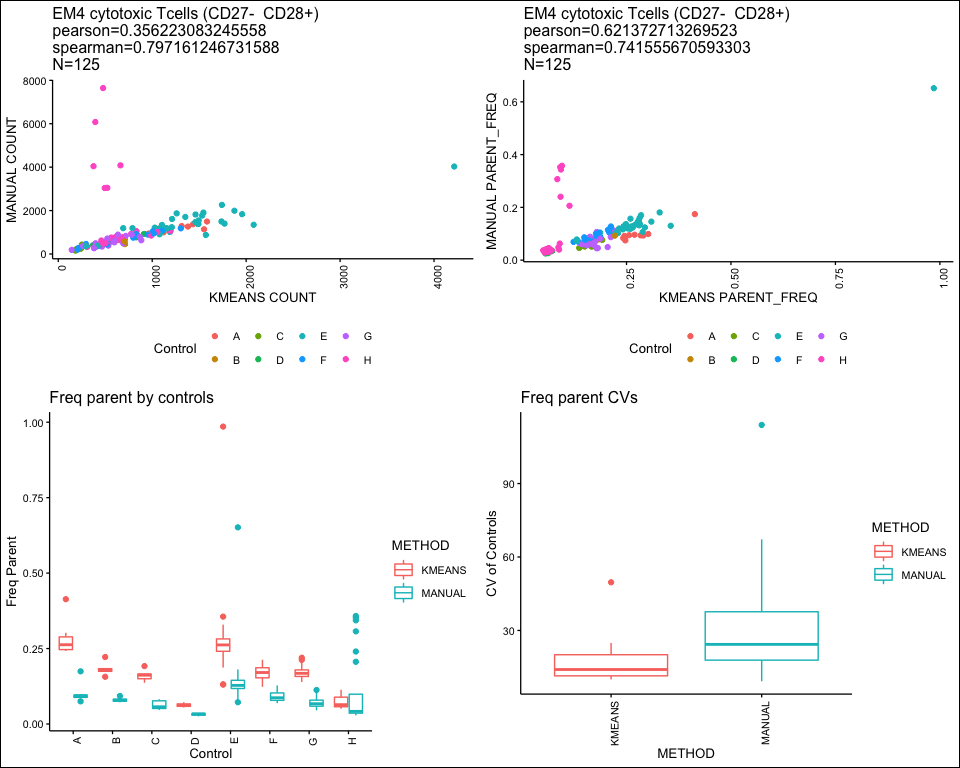 EM4 cytotoxic Tcells (CD27-  CD28+)
pearson=0.356223083245558
spearman=0.797161246731588
N=125
8000
6000
4000
2000
0
MANUAL COUNT
0
1000
2000
3000
4000
KMEANS COUNT
Control
A
C
E
G
B
D
F
H
EM4 cytotoxic Tcells (CD27-  CD28+)
pearson=0.621372713269523
spearman=0.741555670593303
N=125
0.6
0.4
0.2
0.0
MANUAL PARENT_FREQ
0.25
0.50
0.75
1.00
KMEANS PARENT_FREQ
Control
A
C
E
G
B
D
F
H
Freq parent by controls
1.00
0.75
0.50
0.25
0.00
Freq Parent
A
B
C
D
E
F
G
H
Control
METHOD
KMEANS
MANUAL
Freq parent CVs
90
60
30
CV of Controls
KMEANS
MANUAL
METHOD
METHOD
KMEANS
MANUAL